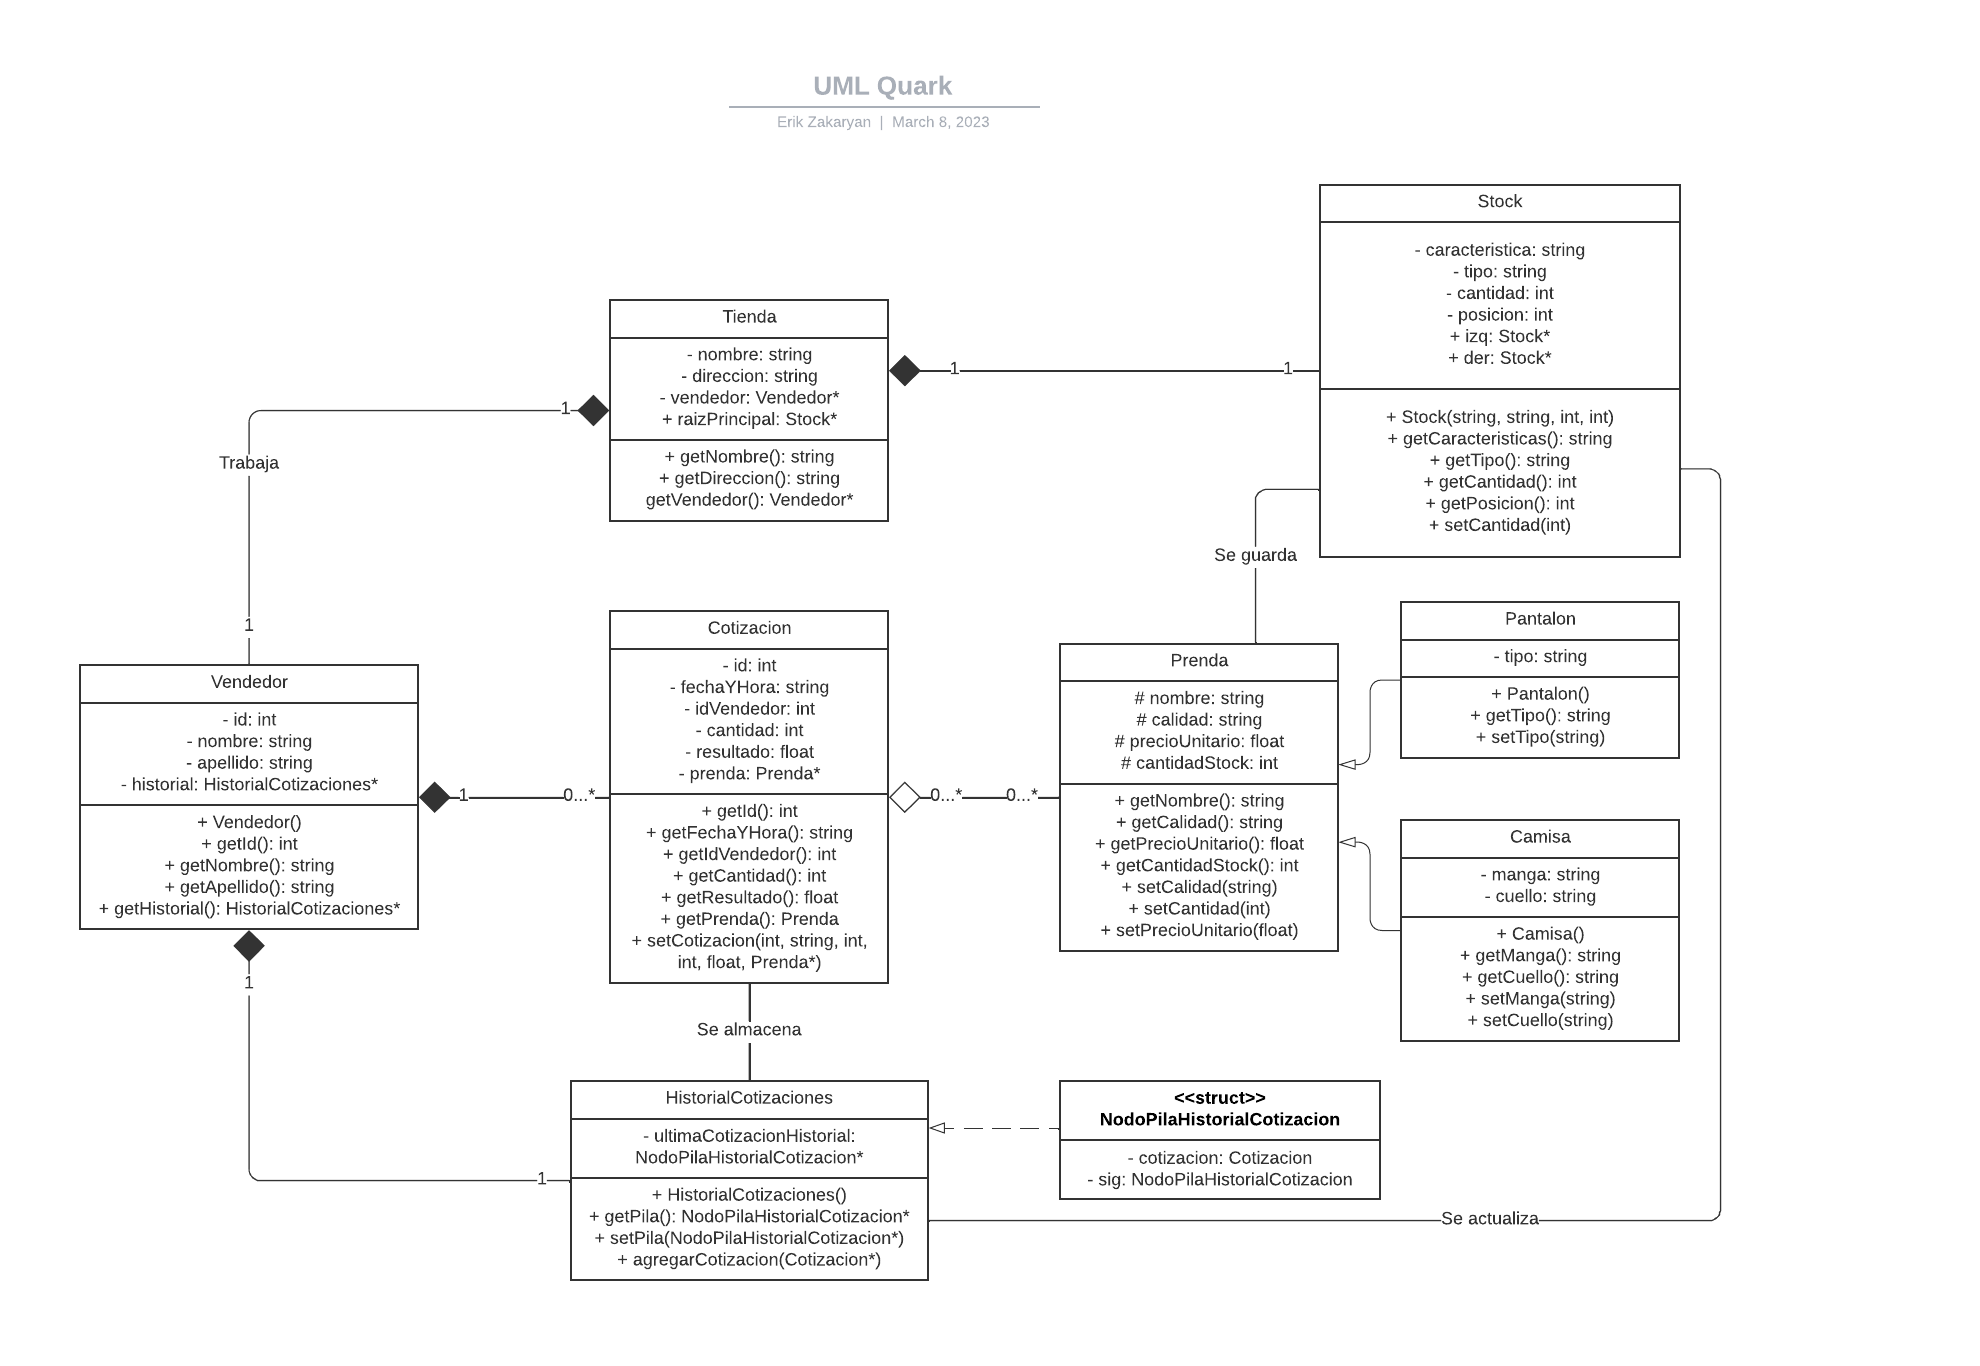 UML Quark
Erik Zakaryan | March 8, 2023
Stock
- caracteristica: string
- tipo: string
- cantidad: int
- posicion: int
+ izq: Stock*
+ der: Stock*
+ Stock(string, string, int, int)
+ getCaracteristicas(): string
+ getTipo(): string
+ getCantidad(): int
+ getPosicion(): int
+ setCantidad(int)
Tienda
- nombre: string
- direccion: string
- vendedor: Vendedor*
+ raizPrincipal: Stock*
+ getNombre(): string
+ getDireccion(): string
getVendedor(): Vendedor*
1
1
1
Trabaja
1
Se guarda
Vendedor
- id: int
- nombre: string
- apellido: string
- historial: HistorialCotizaciones*
+ Vendedor()
+ getId(): int
+ getNombre(): string
+ getApellido(): string
+ getHistorial(): HistorialCotizaciones*
1
0...*
Cotizacion
- id: int
- fechaYHora: string
- idVendedor: int
- cantidad: int
- resultado: float
- prenda: Prenda*
+ getId(): int
+ getFechaYHora(): string
+ getIdVendedor(): int
+ getCantidad(): int
+ getResultado(): float
+ getPrenda(): Prenda
+ setCotizacion(int, string, int,
int, float, Prenda*)
0...*
0...*
Prenda
# nombre: string
# calidad: string
# precioUnitario: float
# cantidadStock: int
+ getNombre(): string
+ getCalidad(): string
+ getPrecioUnitario(): float
+ getCantidadStock(): int
+ setCalidad(string)
+ setCantidad(int)
+ setPrecioUnitario(float)
Pantalon
- tipo: string
+ Pantalon()
+ getTipo(): string
+ setTipo(string)
Camisa
- manga: string
- cuello: string
+ Camisa()
+ getManga(): string
+ getCuello(): string
+ setManga(string)
+ setCuello(string)
1
Se almacena
1
HistorialCotizaciones
- ultimaCotizacionHistorial:
NodoPilaHistorialCotizacion*
+ HistorialCotizaciones()
+ getPila(): NodoPilaHistorialCotizacion*
+ setPila(NodoPilaHistorialCotizacion*)
+ agregarCotizacion(Cotizacion*)
<<struct>>
NodoPilaHistorialCotizacion
- cotizacion: Cotizacion
- sig: NodoPilaHistorialCotizacion
Se actualiza